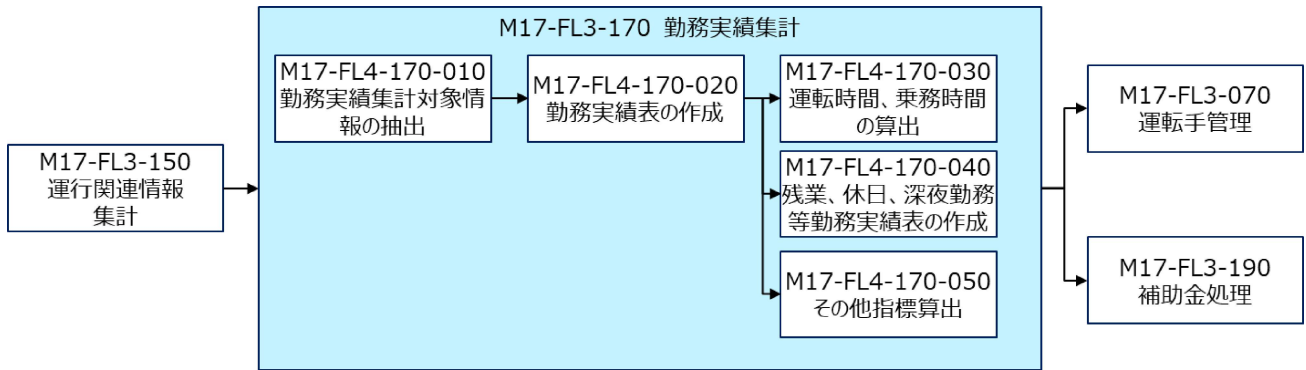 M17-FL3-170 勤務実績集計
M17-FL4-170-010
勤務実績集計対象情
報の抽出
M17-FL4-170-020
勤務実績表の作成
M17-FL4-170-030
運転時間、乗務時間
の算出
M17-FL4-170-040
残業、休日、深夜勤務
等勤務実績表の作成
M17-FL4-170-050
その他指標算出
M17-FL3-150
運行関連情報
集計
M17-FL3-070
運転手管理
M17-FL3-190
補助金処理